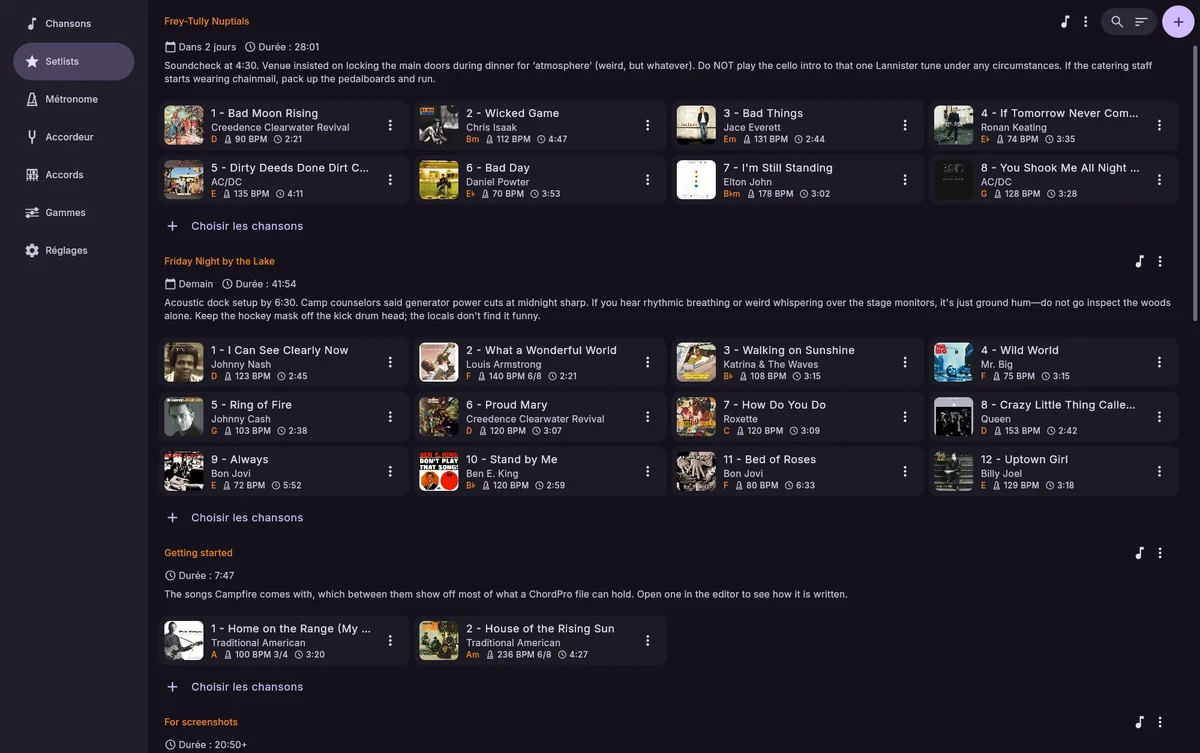 Chansons
Setlists
Métronome
Accordeur
Accords
Gammes
Réglages
Frey-Tully Nuptials
Dans 2 jours Durée : 28:01
Soundcheck at 4:30. Venue insisted on locking the main doors during dinner for ‘atmosphere’ (weird, but whatever). Do NOT play the cello intro to that one Lannister tune under any circumstances. If the catering staff
starts wearing chainmail, pack up the pedalboards and run.
1 - Bad Moon Rising
Creedence Clearwater Revival
D 90 BPM 2:21
2 - Wicked Game
Chris Isaak
Bm 112 BPM 4:47
3 - Bad Things
Jace Everett
Em 131 BPM 2:44
4 - If Tomorrow Never Com...
Ronan Keating
E♭ 74 BPM 3:35
5 - Dirty Deeds Done Dirt C...
AC/DC
E 135 BPM 4:11
6 - Bad Day
Daniel Powter
E♭ 70 BPM 3:53
7 - I'm Still Standing
Elton John
B♭m 178 BPM 3:02
8 - You Shook Me All Night ...
AC/DC
G 128 BPM 3:28
+ Choisir les chansons
Friday Night by the Lake
Demain Durée : 41:54
Acoustic dock setup by 6:30. Camp counselors said generator power cuts at midnight sharp. If you hear rhythmic breathing or weird whispering over the stage monitors, it's just ground hum—do not go inspect the woods
alone. Keep the hockey mask off the kick drum head; the locals don't find it funny.
1 - I Can See Clearly Now
Johnny Nash
D 123 BPM 2:45
2 - What a Wonderful World
Louis Armstrong
F 140 BPM 6/8 2:21
3 - Walking on Sunshine
Katrina & The Waves
B♭ 108 BPM 3:15
4 - Wild World
Mr. Big
F 75 BPM 3:15
5 - Ring of Fire
Johnny Cash
G 103 BPM 2:38
6 - Proud Mary
Creedence Clearwater Revival
D 120 BPM 3:07
7 - How Do You Do
Roxette
C 120 BPM 3:09
8 - Crazy Little Thing Calle...
Queen
D 153 BPM 2:42
9 - Always
Bon Jovi
E 72 BPM 5:52
BEN E. KING
DON'T PLAY
THAT SONG!
10 - Stand by Me
Ben E. King
B♭ 120 BPM 2:59
11 - Bed of Roses
Bon Jovi
F 80 BPM 6:33
12 - Uptown Girl
Billy Joel
E 129 BPM 3:18
+ Choisir les chansons
Getting started
Durée : 7:47
The songs Campfire comes with, which between them show off most of what a ChordPro file can hold. Open one in the editor to see how it is written.
1 - Home on the Range (My ...
Traditional American
A 100 BPM 3/4 3:20
2 - House of the Rising Sun
Traditional American
Am 236 BPM 6/8 4:27
+ Choisir les chansons
For screenshots
Durée : 20:50+